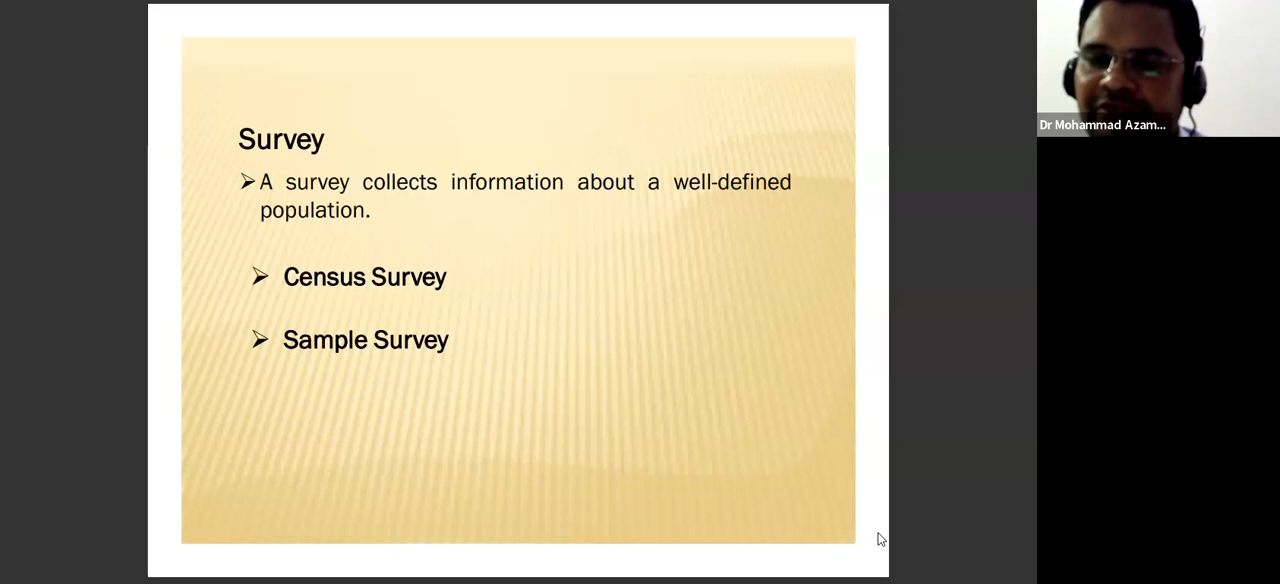 Survey
A survey collects information about a well-defined
population.
Census Survey
Sample Survey
Dr Mohammad Azam...